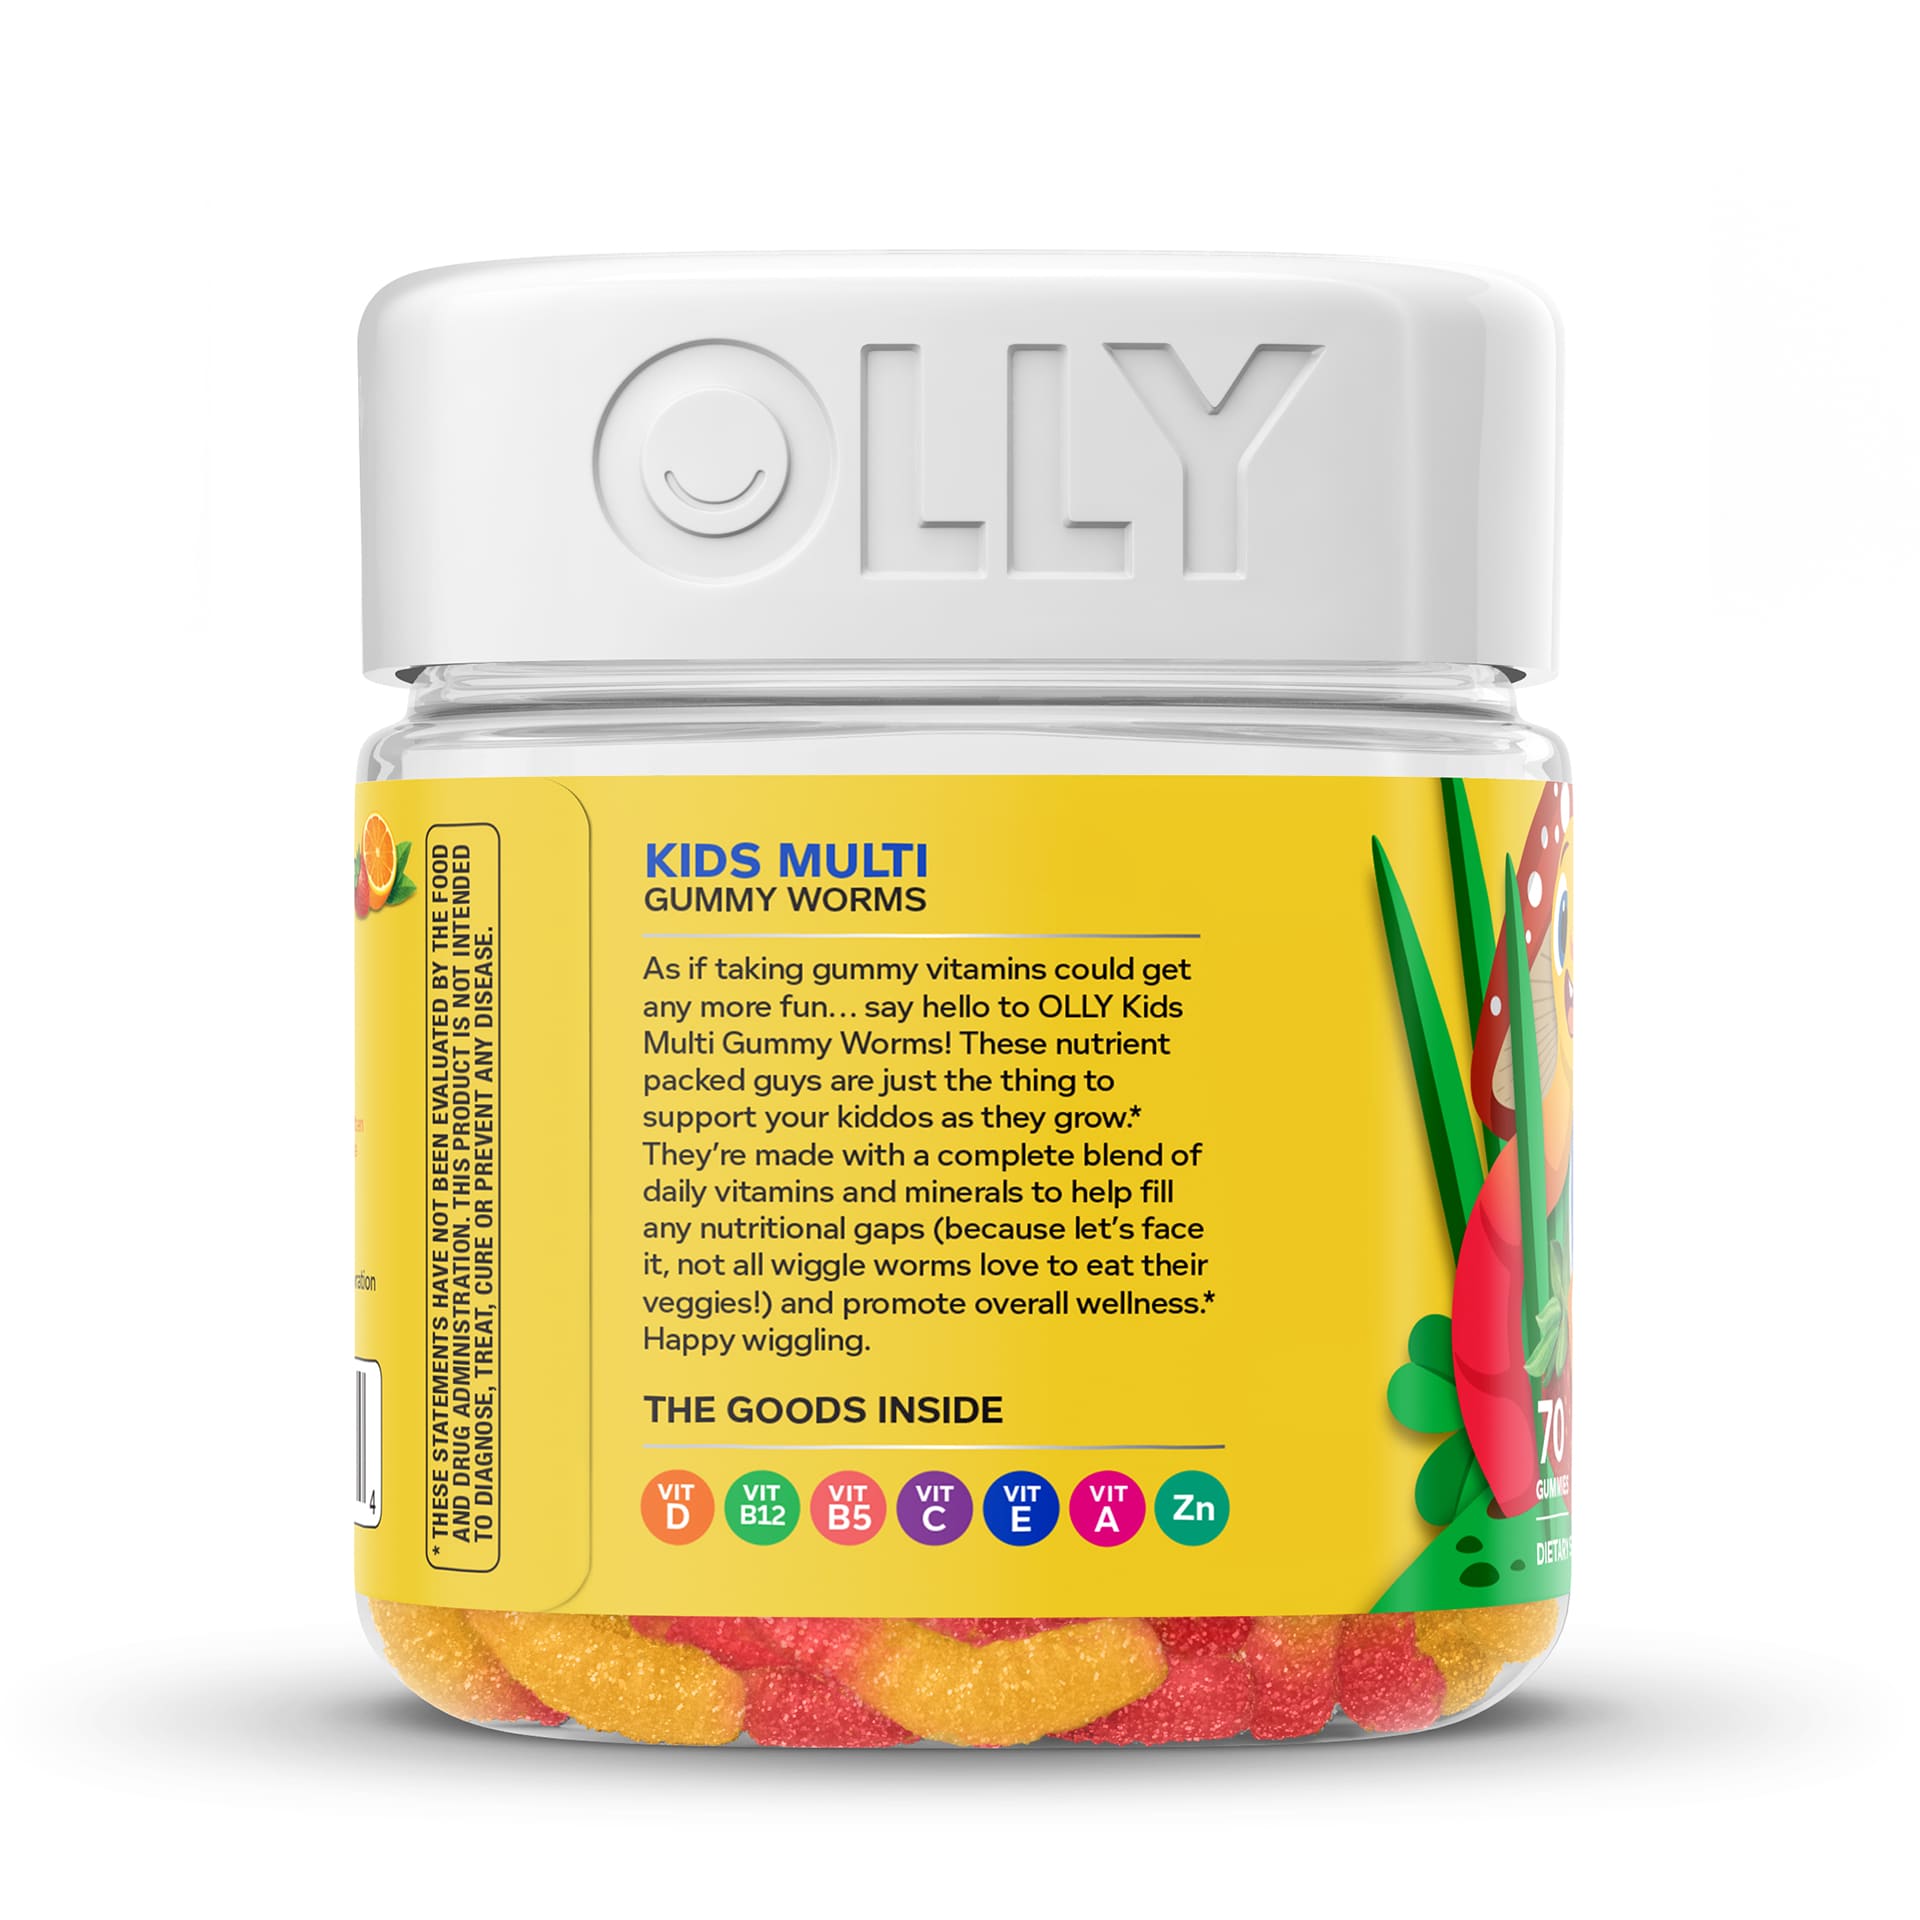 OLLY
* THESE STATEMENTS HAVE NOT BEEN EVALUATED BY THE FOOD
AND DRUG ADMINISTRATION. THIS PRODUCT IS NOT INTENDED
TO DIAGNOSE, TREAT, CURE OR PREVENT ANY DISEASE.
4
KIDS MULTI
GUMMY WORMS
As if taking gummy vitamins could get
any more fun... say hello to OLLY Kids
Multi Gummy Worms! These nutrient
packed guys are just the thing to
support your kiddos as they grow.*
They're made with a complete blend of
daily vitamins and minerals to help fill
any nutritional gaps (because let's face
it, not all wiggle worms love to eat their
veggies!) and promote overall wellness.*
Happy wiggling.
THE GOODS INSIDE
VIT D
VIT B12
VIT B5
VIT C
VIT E
VIT A
Zn
70
GUMMIES
DIETARY